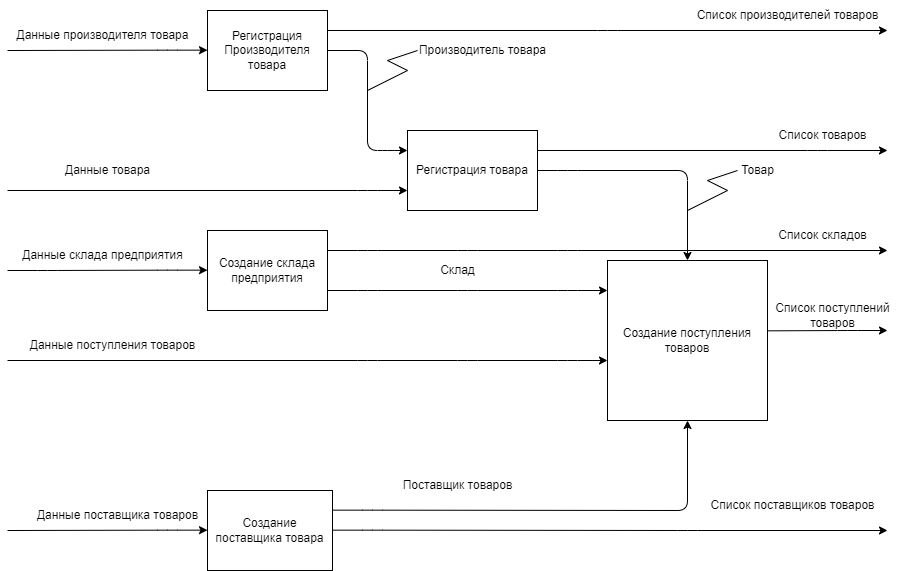 Данные производителя товара
Регистрация
Производителя
товара
Список производителей товаров
Производитель товара
Данные товара
Регистрация товара
Список товаров
Товар
Данные склада предприятия
Создание склада
предприятия
Список складов
Склад
Данные поступления товаров
Создание поступления
товаров
Список поступлений
товаров
Поставщик товаров
Данные поставщика товаров
Создание
поставщика товара
Список поставщиков товаров